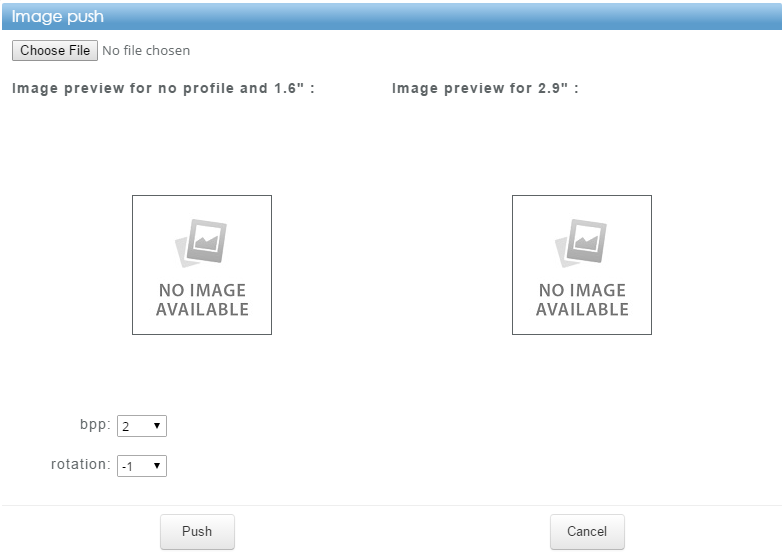 Image push
Choose File No file chosen
Image preview for no profile and 1.6" :
Image preview for 2.9" :
NO IMAGE
AVAILABLE
NO IMAGE
AVAILABLE
bpp: 2
rotation: -1
Push
Cancel